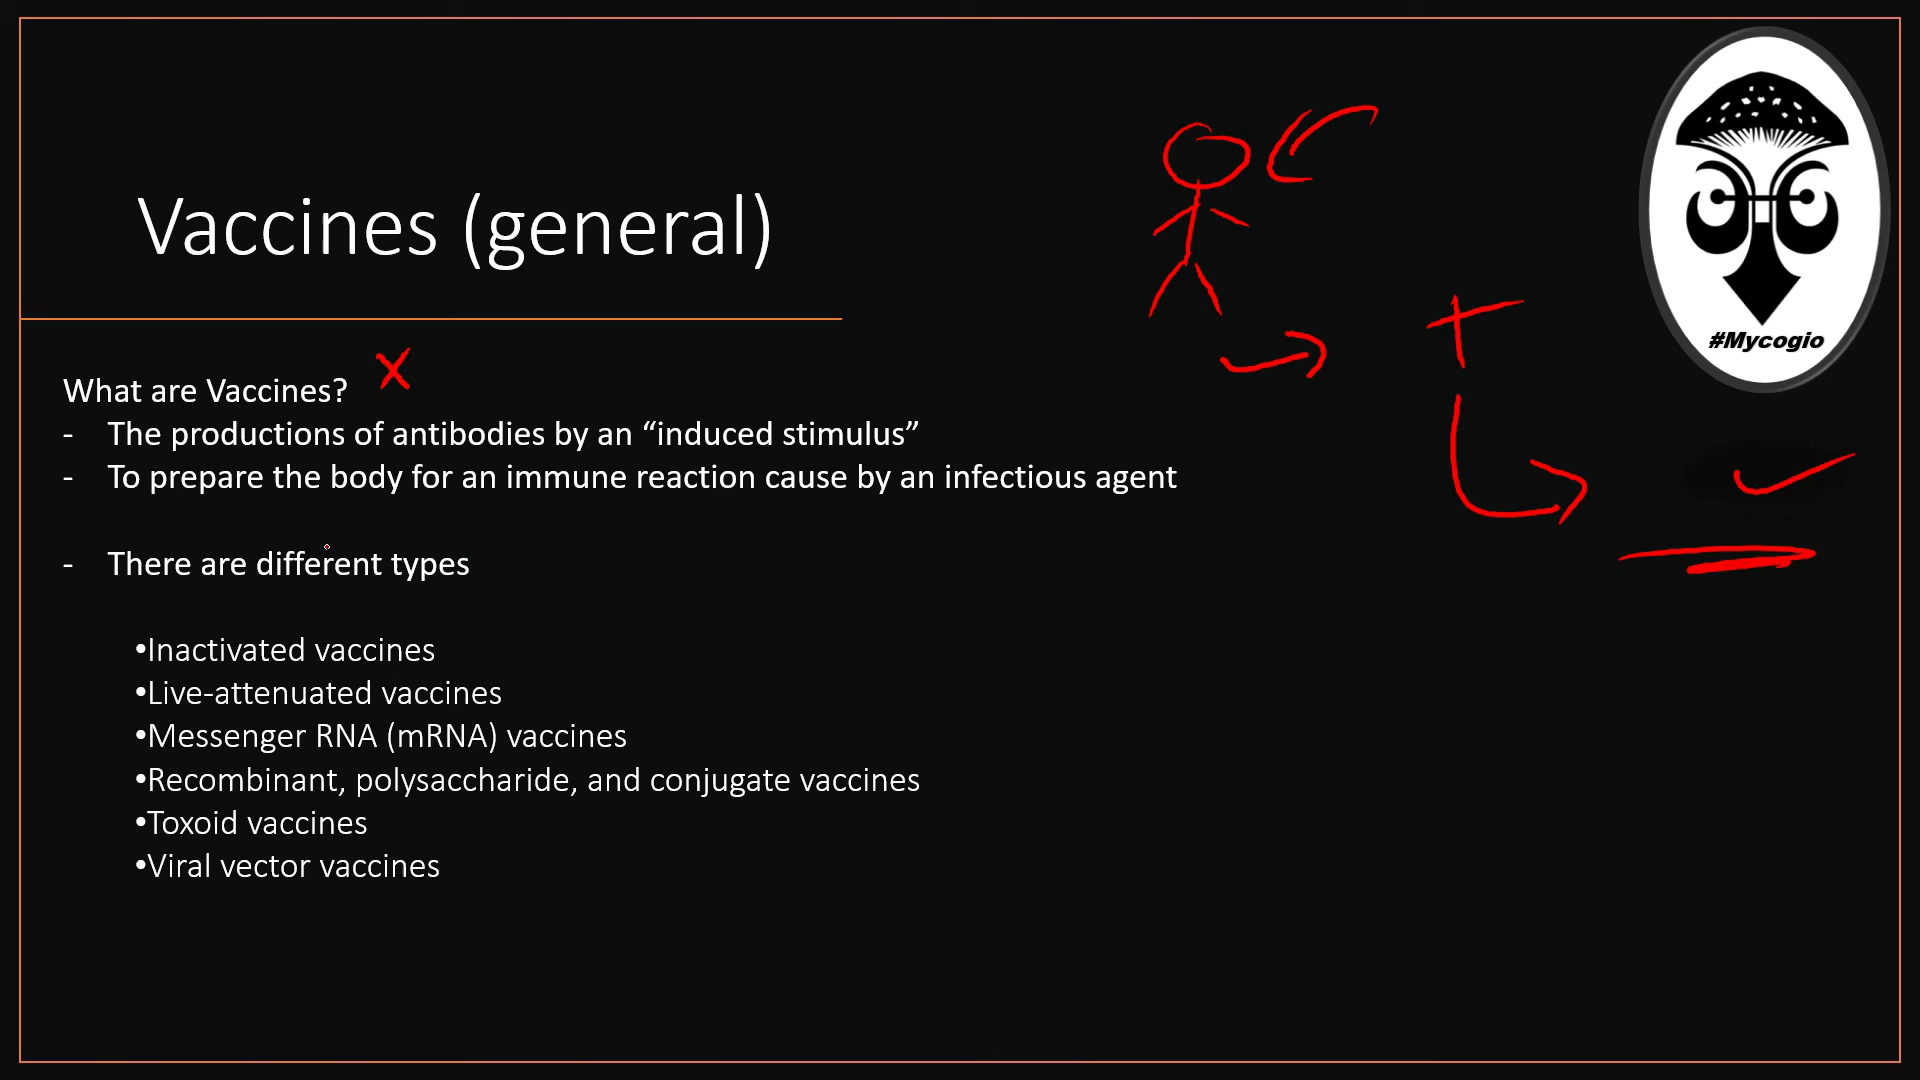 Vaccines (general)
#Mycogio
What are Vaccines? X
- The productions of antibodies by an “induced stimulus”
- To prepare the body for an immune reaction cause by an infectious agent
- There are different types
•Inactivated vaccines
•Live-attenuated vaccines
•Messenger RNA (mRNA) vaccines
•Recombinant, polysaccharide, and conjugate vaccines
•Toxoid vaccines
•Viral vector vaccines